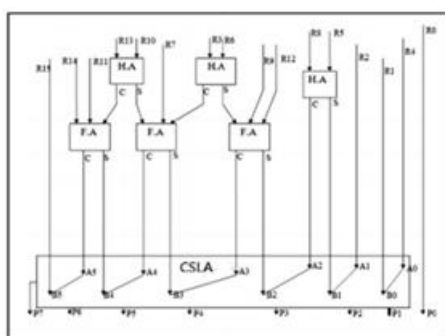 R13 R10 R3 R6 R8 R5 R0
R14 R11 H.A R7 H.A R9 R12 H.A R2 R4
R15 R1
C S C S C S
F.A F.A F.A
C S C S C S
CSLA
A5 A4 A3 A2 A1 A0
B5 B4 B3 B2 B1 B0
P7 P6 P5 P4 P3 P2 P1 P0